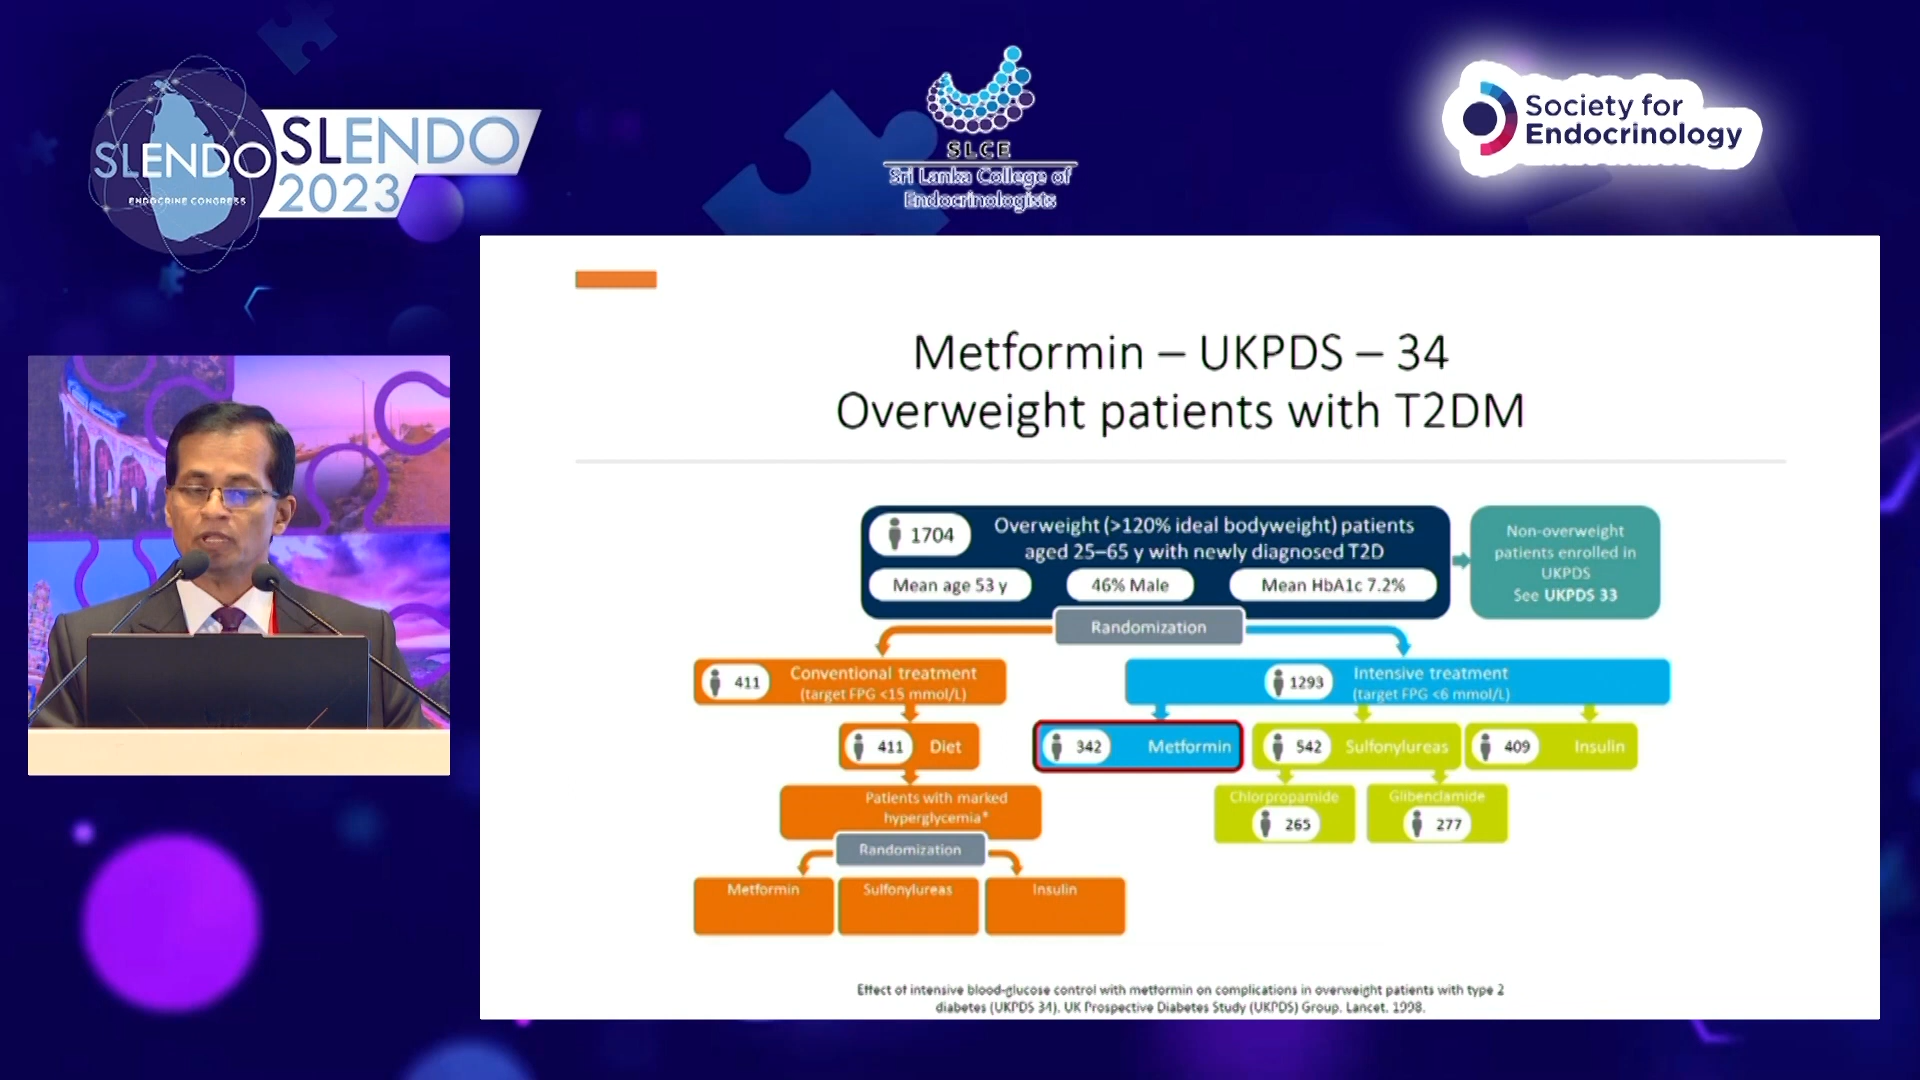 SLENDO
ENDOCRINE CONGRESS
SLENDO
2023
SLCE
Sri Lanka College of
Endocrinologists
Society for
Endocrinology
Metformin – UKPDS – 34
Overweight patients with T2DM
1704
Overweight (>120% ideal bodyweight) patients
aged 25–65 y with newly diagnosed T2D
Mean age 53 y
46% Male
Mean HbA1c 7.2%
Non-overweight
patients enrolled in
UKPDS
See UKPDS 33
Randomization
411
Conventional treatment
(target FPG <15 mmol/L)
1293
Intensive treatment
(target FPG <6 mmol/L)
411
Diet
342
Metformin
542
Sulfonylureas
409
Insulin
Patients with marked
hyperglycemia*
Chlorpropamide
265
Glibenclamide
277
Randomization
Metformin
Sulfonylureas
Insulin
Effect of intensive blood-glucose control with metformin on complications in overweight patients with type 2
diabetes (UKPDS 34). UK Prospective Diabetes Study (UKPDS) Group. Lancet. 1998.